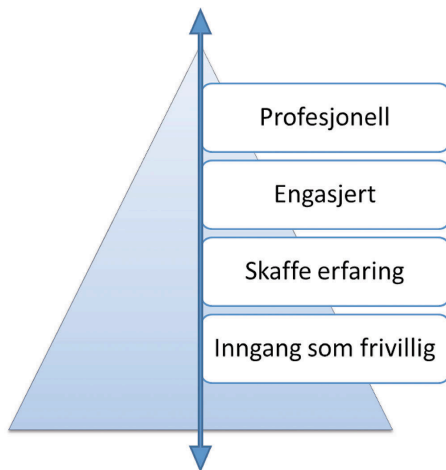 Profesjonell
Engasjert
Skaffe erfaring
Inngang som frivillig